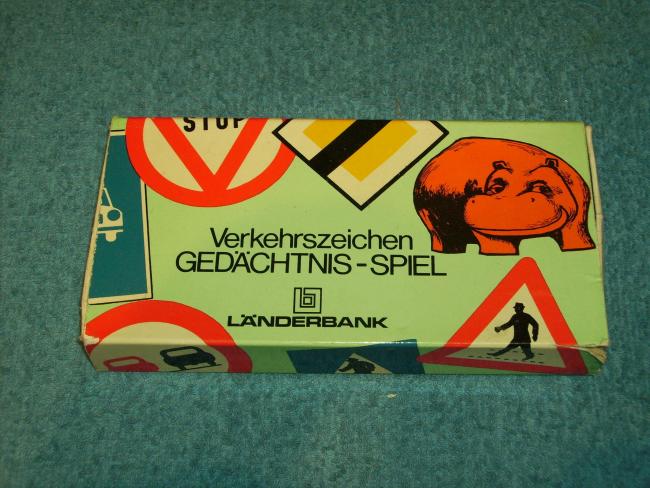 STOP
Verkehrszeichen
GEDÄCHTNIS-SPIEL
LÄNDERBANK